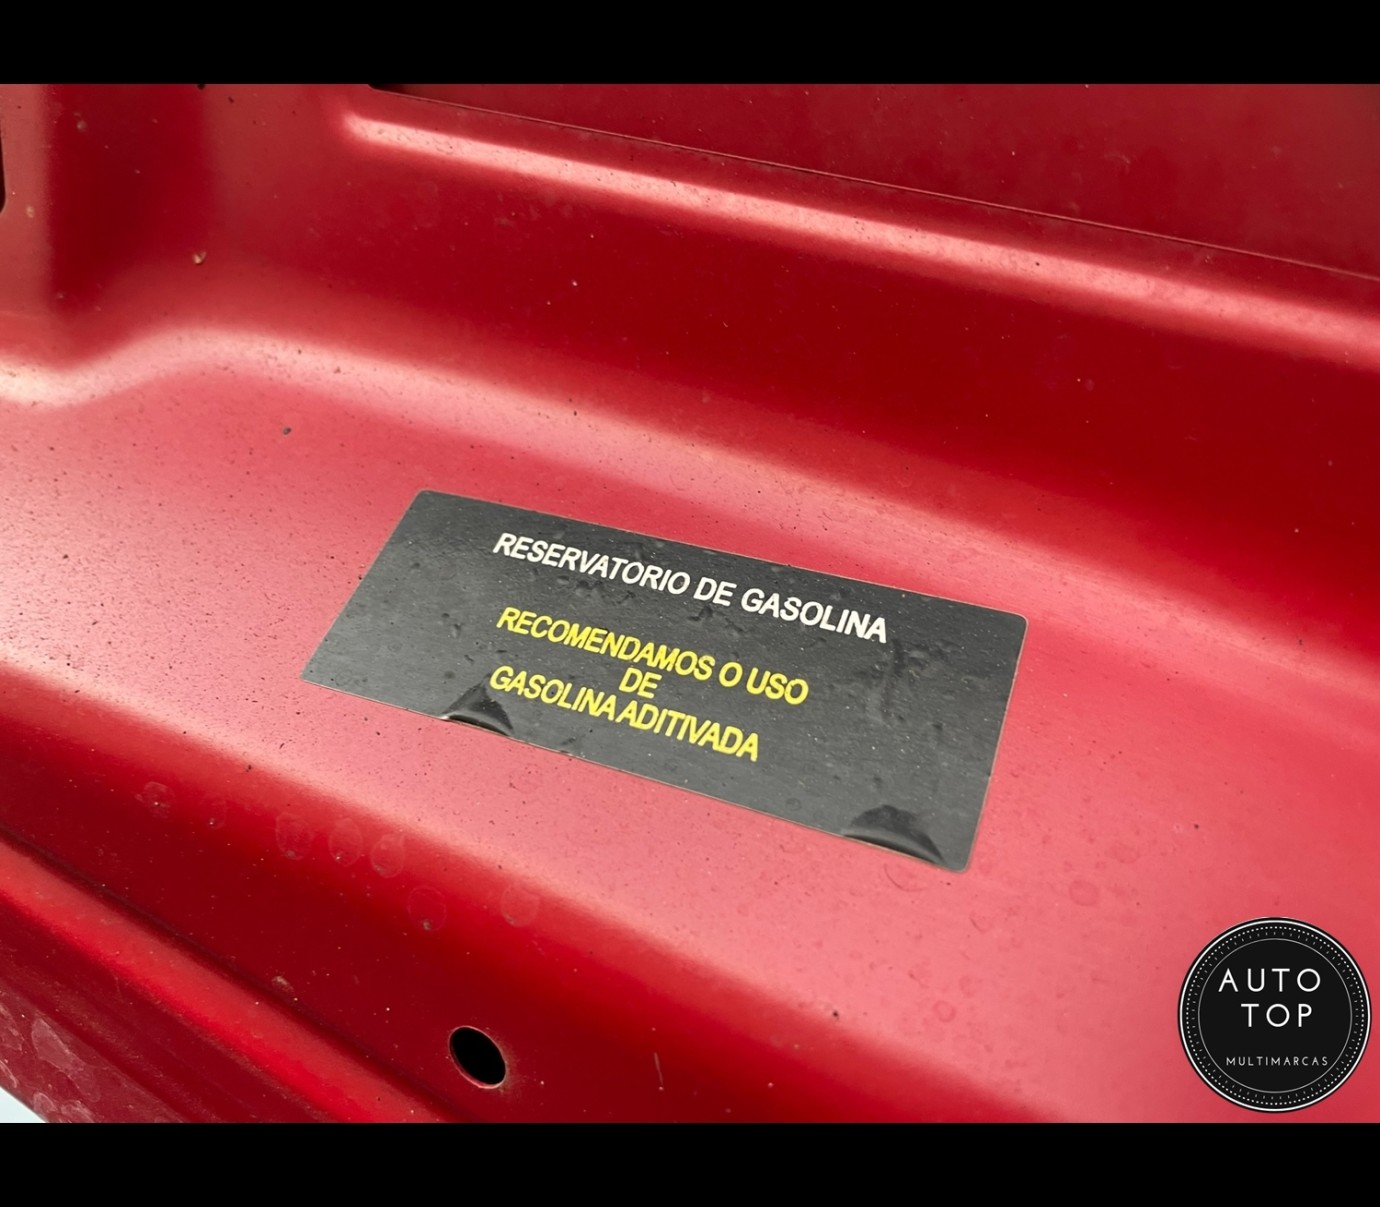 RESERVATORIO DE GASOLINA
RECOMENDAMOS O USO
DE
GASOLINA ADITIVADA
AUTO
TOP
MULTIMARCAS